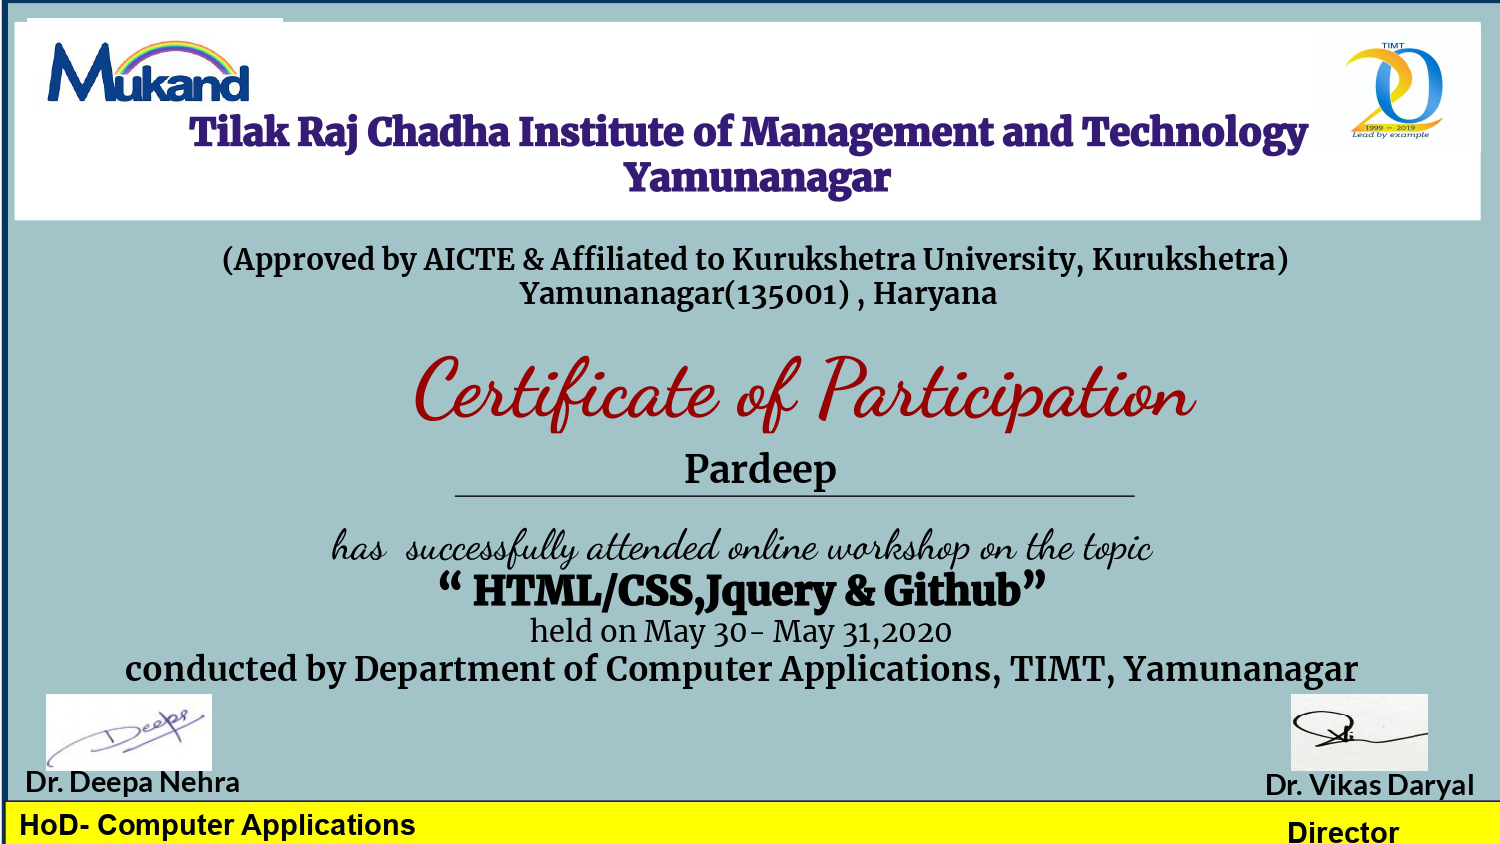 Mukand
TIMT
20
1999 - 2019
Lead by example
Tilak Raj Chadha Institute of Management and Technology
Yamunanagar
(Approved by AICTE & Affiliated to Kurukshetra University, Kurukshetra)
Yamunanagar(135001) , Haryana
Certificate of Participation
Pardeep
has successfully attended online workshop on the topic
“ HTML/CSS,Jquery & Github”
held on May 30- May 31,2020
conducted by Department of Computer Applications, TIMT, Yamunanagar
Deepa
Dr. Deepa Nehra
Dr. Vikas Daryal
HoD- Computer Applications
Director